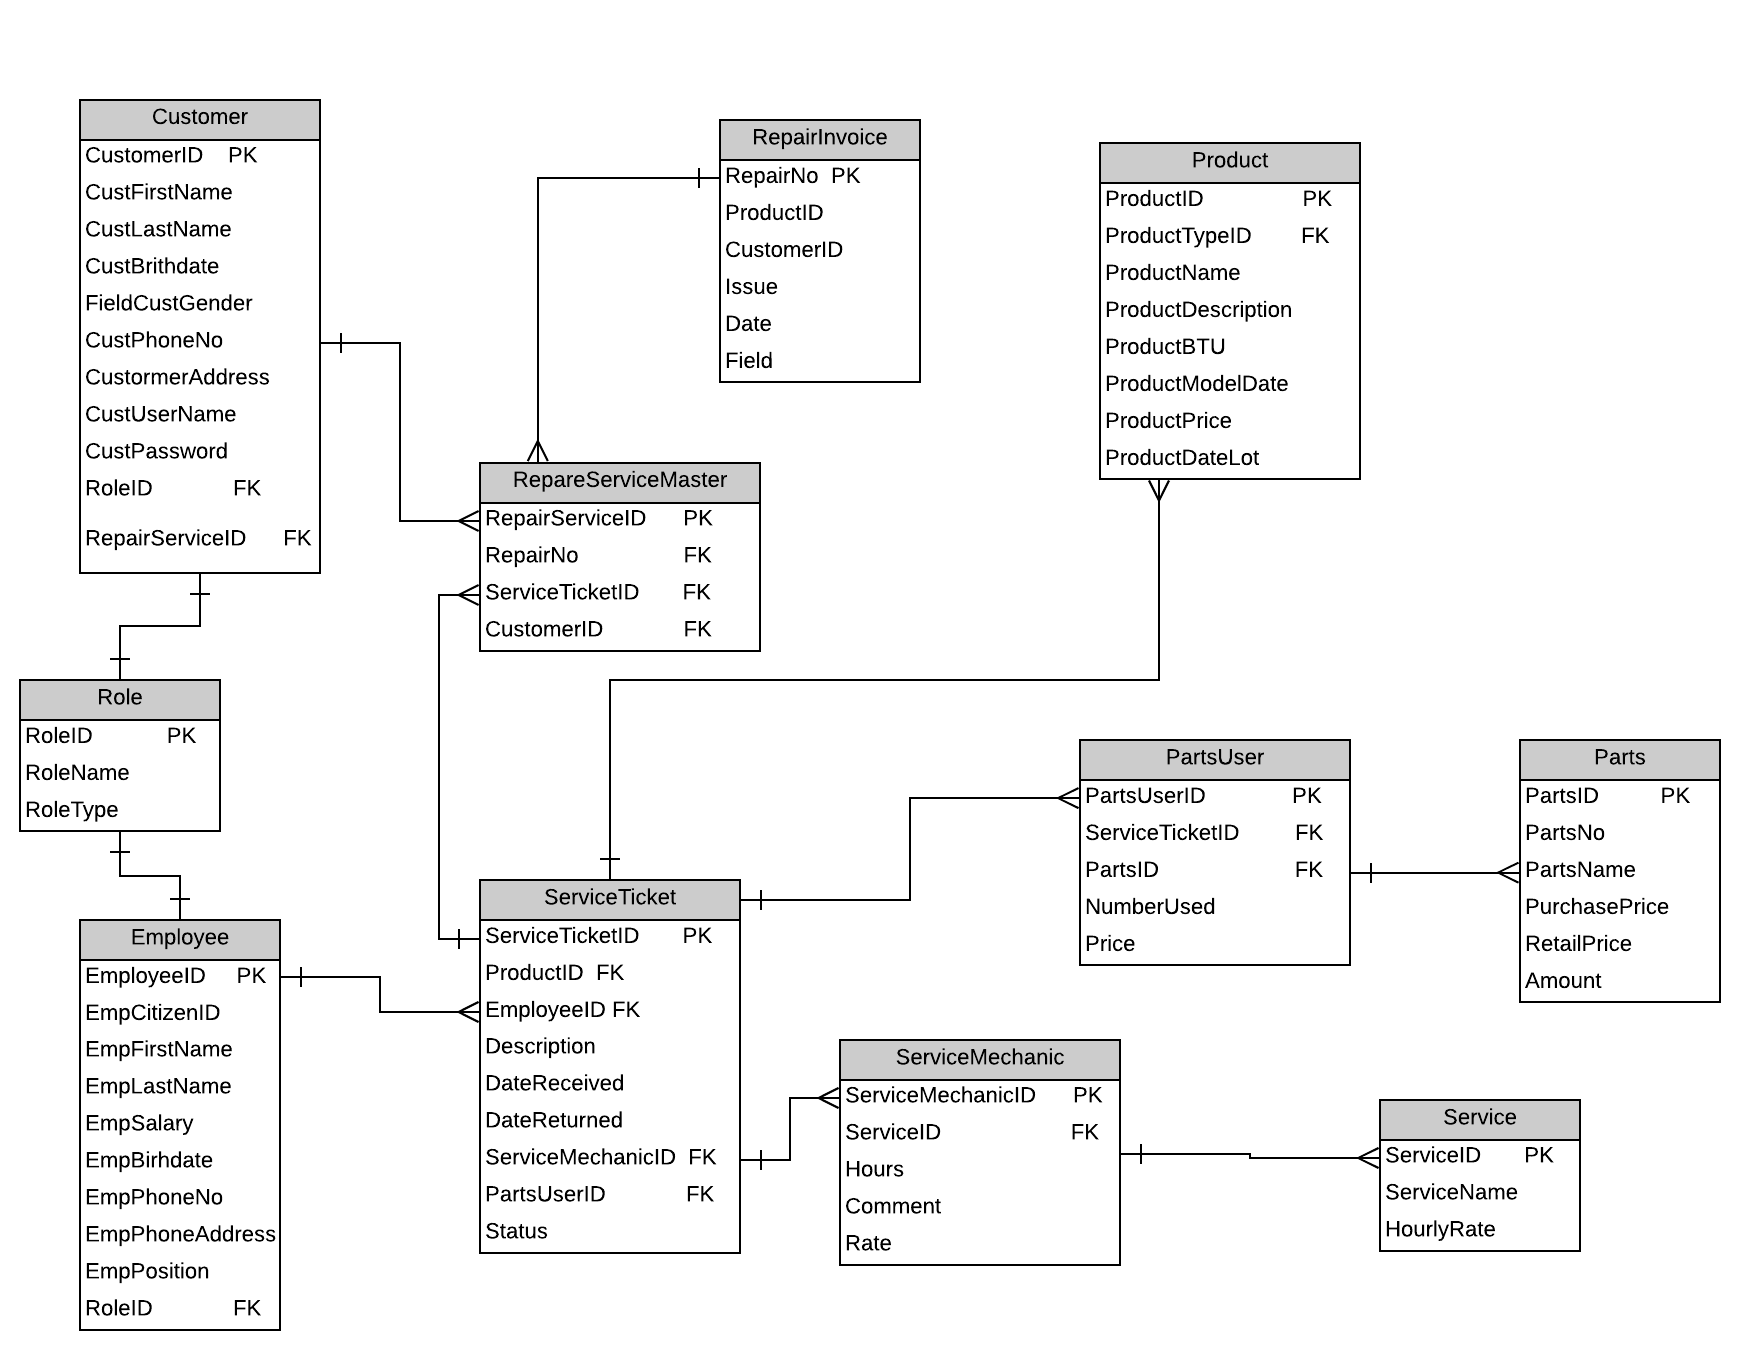 Customer
CustomerID PK
CustFirstName
CustLastName
CustBrithdate
FieldCustGender
CustPhoneNo
CustormerAddress
CustUserName
CustPassword
RoleID FK
RepairServiceID FK
RepairInvoice
RepairNo PK
ProductID
CustomerID
Issue
Date
Field
Product
ProductID PK
ProductTypeID FK
ProductName
ProductDescription
ProductBTU
ProductModelDate
ProductPrice
ProductDateLot
RepareServiceMaster
RepairServiceID PK
RepairNo FK
ServiceTicketID FK
CustomerID FK
Role
RoleID PK
RoleName
RoleType
PartsUser
PartsUserID PK
ServiceTicketID FK
PartsID FK
NumberUsed
Price
Parts
PartsID PK
PartsNo
PartsName
PurchasePrice
RetailPrice
Amount
Employee
EmployeeID PK
EmpCitizenID
EmpFirstName
EmpLastName
EmpSalary
EmpBirhdate
EmpPhoneNo
EmpPhoneAddress
EmpPosition
RoleID FK
ServiceTicket
ServiceTicketID PK
ProductID FK
EmployeeID FK
Description
DateReceived
DateReturned
ServiceMechanicID FK
PartsUserID FK
Status
ServiceMechanic
ServiceMechanicID PK
ServiceID FK
Hours
Comment
Rate
Service
ServiceID PK
ServiceName
HourlyRate